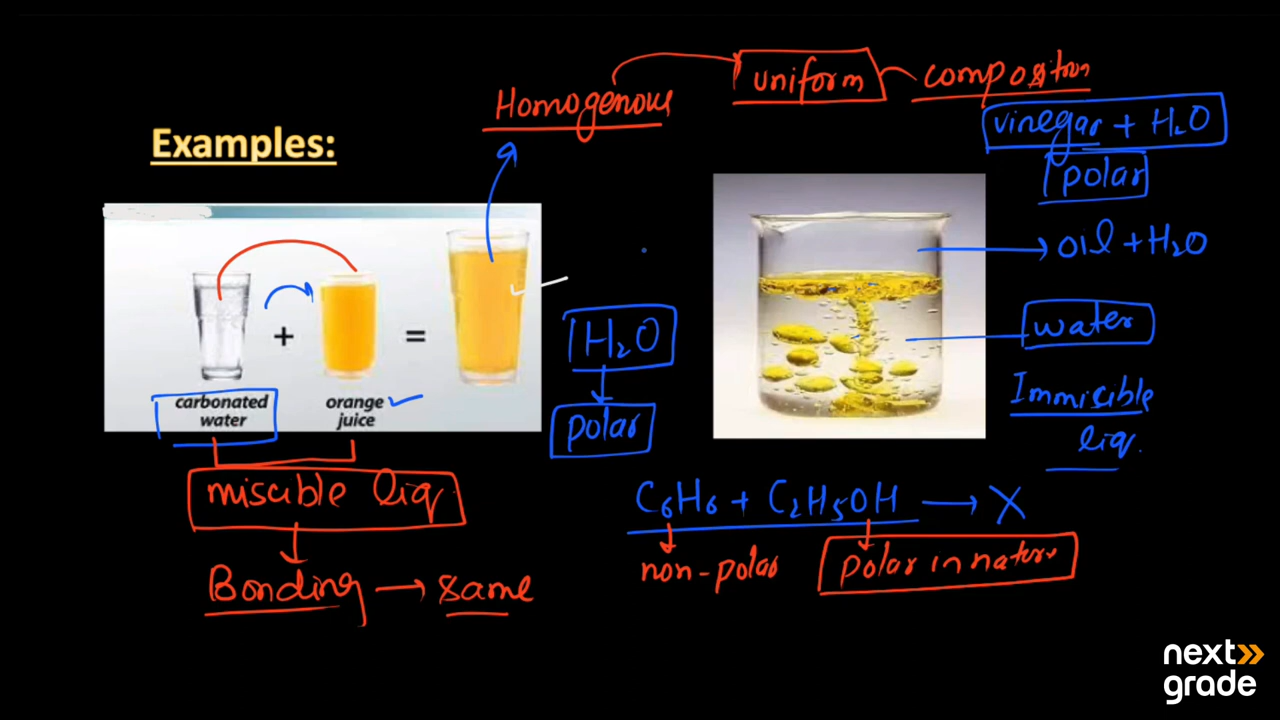 Homogenous
uniform
composition
Examples:
vinegar + H₂O
polar
oil + H₂O
water
Immiscible
liq.
carbonated
water
orange
juice
+
=
H₂O
polar
miscible liq.
Bonding → same
C₆H₆ + C₂H₅OH → X
non-polar
polar in nature
next
grade